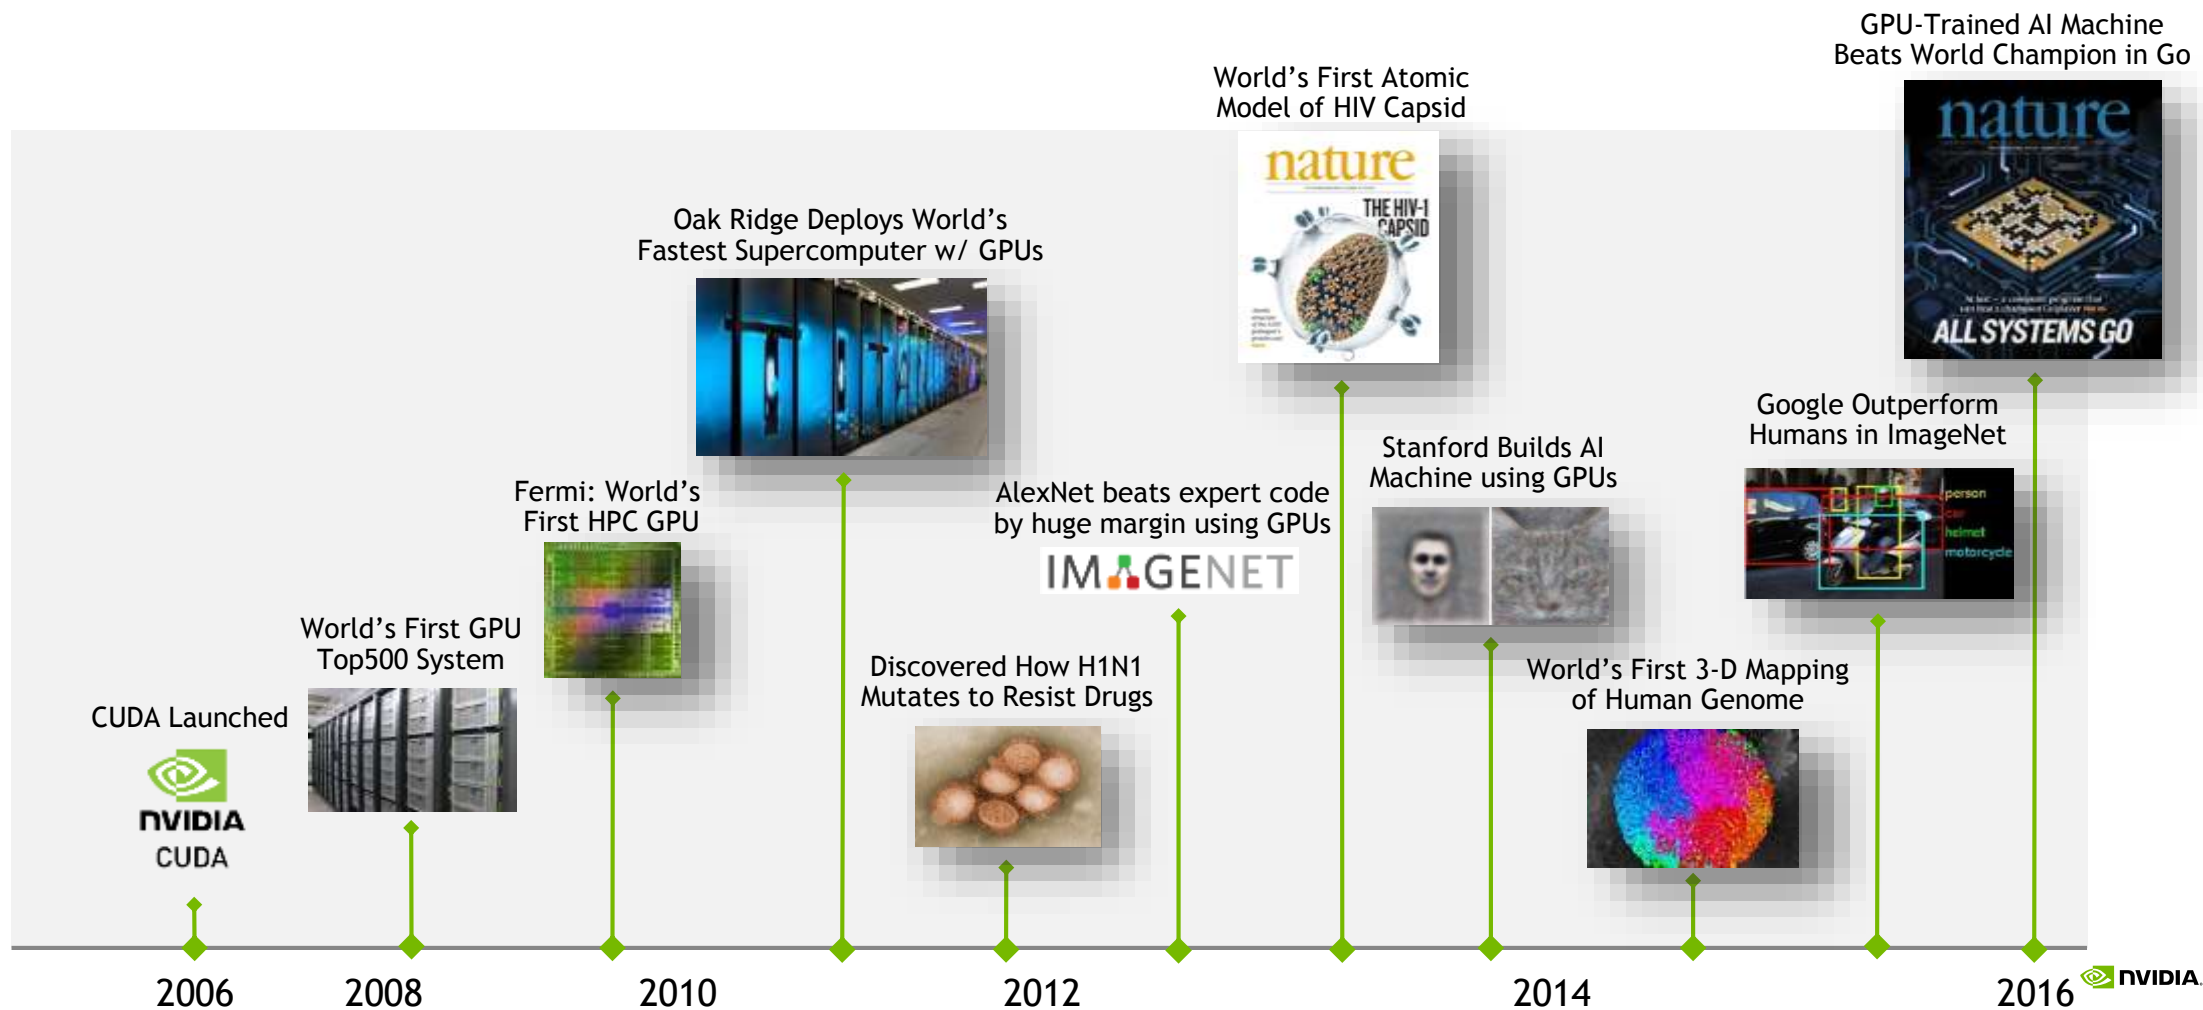 GPU-Trained AI Machine
Beats World Champion in Go
nature
ALL SYSTEMS GO
World's First Atomic
Model of HIV Capsid
nature
THE HIV-1
CAPSID
Oak Ridge Deploys World's
Fastest Supercomputer w/ GPUs
TITAN
Google Outperform
Humans in ImageNet
person
car
helmet
motorcycle
Stanford Builds AI
Machine using GPUs
Fermi: World's
First HPC GPU
AlexNet beats expert code
by huge margin using GPUs
IMAGENET
World's First GPU
Top500 System
Discovered How H1N1
Mutates to Resist Drugs
World's First 3-D Mapping
of Human Genome
CUDA Launched
NVIDIA
CUDA
2006
2008
2010
2012
2014
2016
NVIDIA.